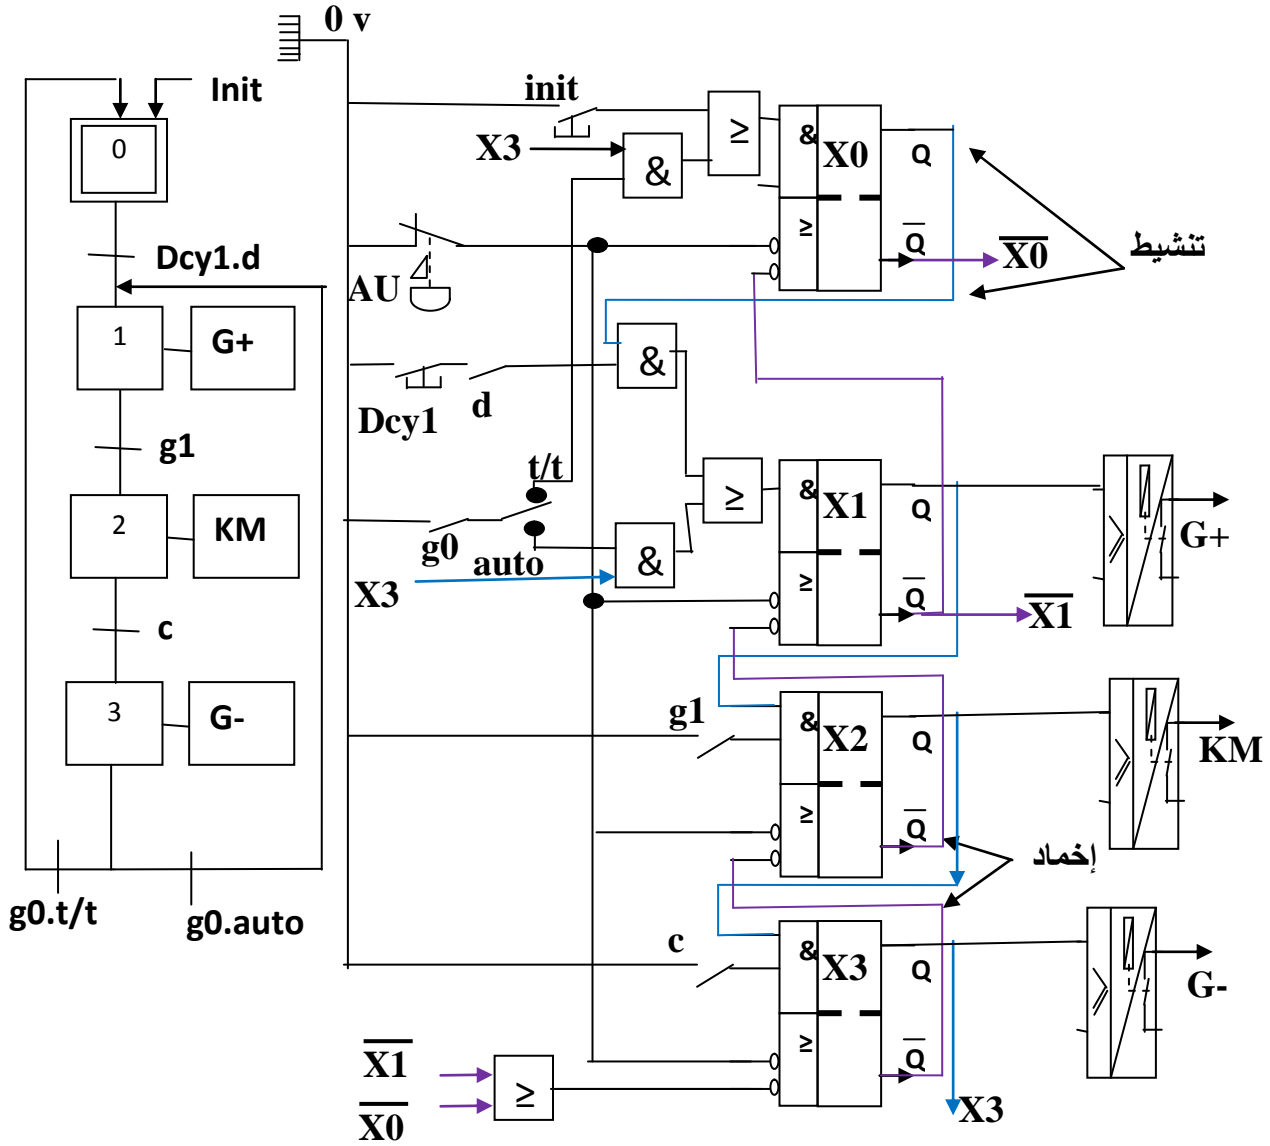 0 v
Init
0
Dcy1.d
1
G+
g1
2
KM
c
3
G-
g0.t/t
g0.auto
init
X3
&
≥
&
≥
X0
Q
Q̅
X̅0̅
تنشيط
AU
&
Dcy1
d
t/t
g0
auto
X3
&
≥
&
≥
X1
Q
Q̅
X̅1̅
G+
g1
&
≥
X2
Q
Q̅
KM
إخماد
c
&
≥
X3
Q
Q̅
G-
X3
X̅1̅
X̅0̅
≥